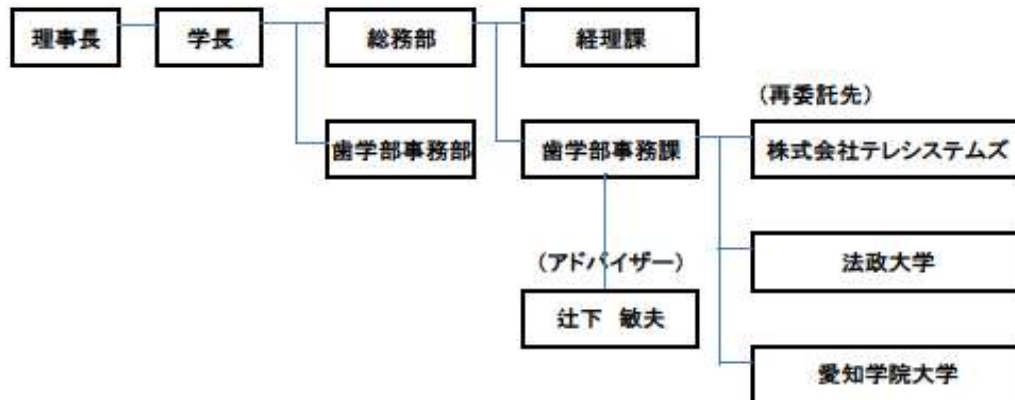 理事長
学長
総務部
経理課
(再委託先)
歯学部事務部
歯学部事務課
株式会社テレシステムズ
法政大学
(アドバイザー)
辻下 敏夫
愛知学院大学